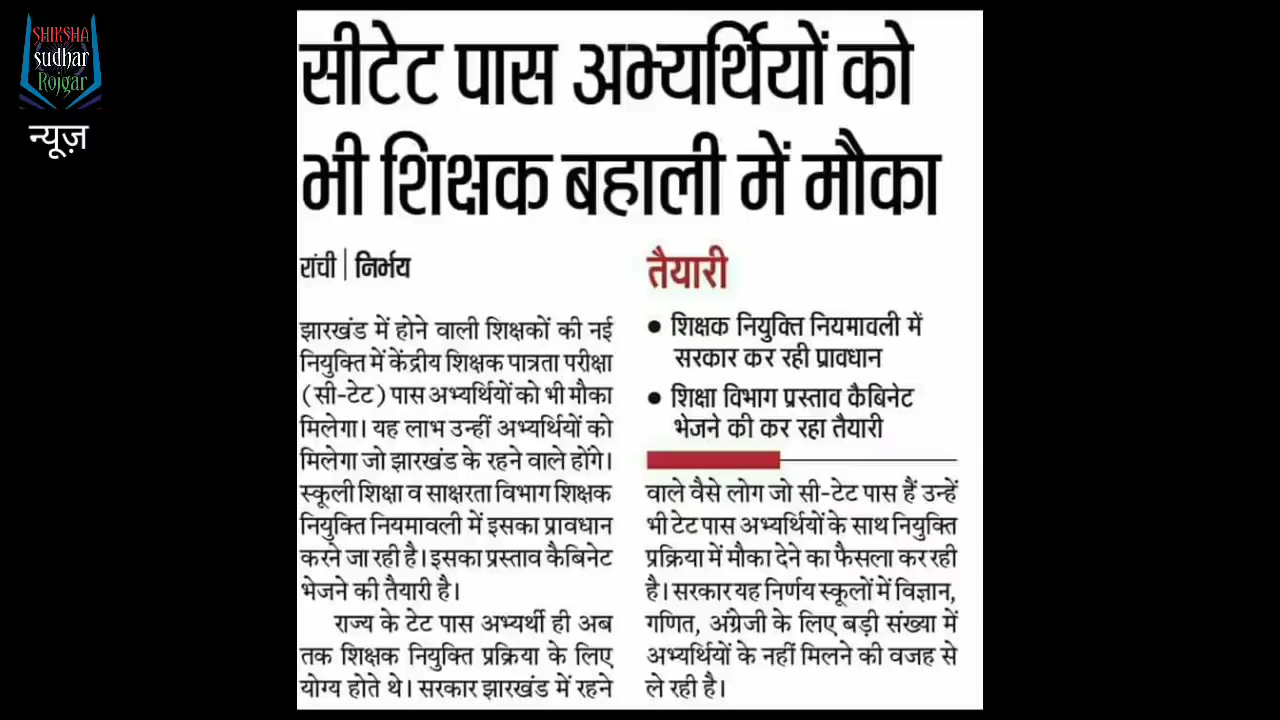 SHIKSHA
sudhar
Rojgar
न्यूज़
सीटेट पास अभ्यर्थियों को
भी शिक्षक बहाली में मौका
रांची | निर्भय
झारखंड में होने वाली शिक्षकों की नई
नियुक्ति में केंद्रीय शिक्षक पात्रता परीक्षा
(सी-टेट) पास अभ्यर्थियों को भी मौका
मिलेगा। यह लाभ उन्हीं अभ्यर्थियों को
मिलेगा जो झारखंड के रहने वाले होंगे।
स्कूली शिक्षा व साक्षरता विभाग शिक्षक
नियुक्ति नियमावली में इसका प्रावधान
करने जा रही है। इसका प्रस्ताव कैबिनेट
भेजने की तैयारी है।
राज्य के टेट पास अभ्यर्थी ही अब
तक शिक्षक नियुक्ति प्रक्रिया के लिए
योग्य होते थे। सरकार झारखंड में रहने
तैयारी
● शिक्षक नियुक्ति नियमावली में
सरकार कर रही प्रावधान
● शिक्षा विभाग प्रस्ताव कैबिनेट
भेजने की कर रहा तैयारी
वाले वैसे लोग जो सी-टेट पास हैं उन्हें
भी टेट पास अभ्यर्थियों के साथ नियुक्ति
प्रक्रिया में मौका देने का फैसला कर रही
है। सरकार यह निर्णय स्कूलों में विज्ञान,
गणित, अंग्रेजी के लिए बड़ी संख्या में
अभ्यर्थियों के नहीं मिलने की वजह से
ले रही है।